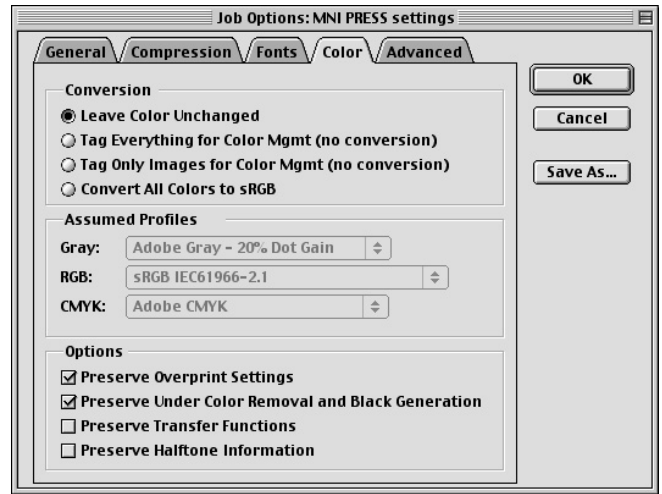 Job Options: MNI PRESS settings
General Compression Fonts Color Advanced
Conversion
Leave Color Unchanged
Tag Everything for Color Mgmt (no conversion)
Tag Only Images for Color Mgmt (no conversion)
Convert All Colors to sRGB
Assumed Profiles
Gray: Adobe Gray - 20% Dot Gain
RGB: sRGB IEC61966-2.1
CMYK: Adobe CMYK
Options
Preserve Overprint Settings
Preserve Under Color Removal and Black Generation
Preserve Transfer Functions
Preserve Halftone Information
OK
Cancel
Save As...